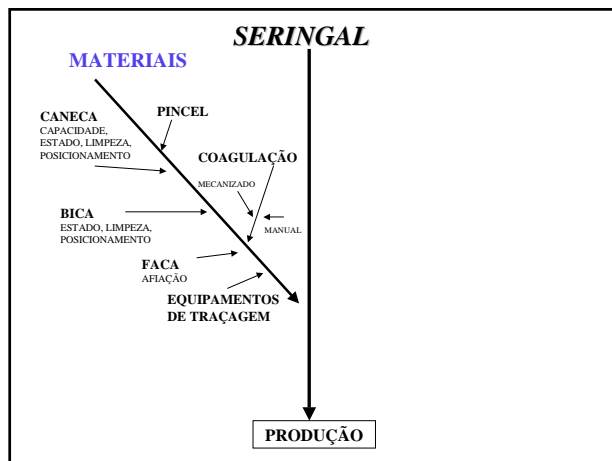 SERINGAL
MATERIAIS
PINCEL
CANECA
CAPACIDADE,
ESTADO, LIMPEZA,
POSICIONAMENTO
COAGULAÇÃO
MECANIZADO
MANUAL
BICA
ESTADO, LIMPEZA,
POSICIONAMENTO
FACA
AFIAÇÃO
EQUIPAMENTOS
DE TRAÇAGEM
PRODUÇÃO